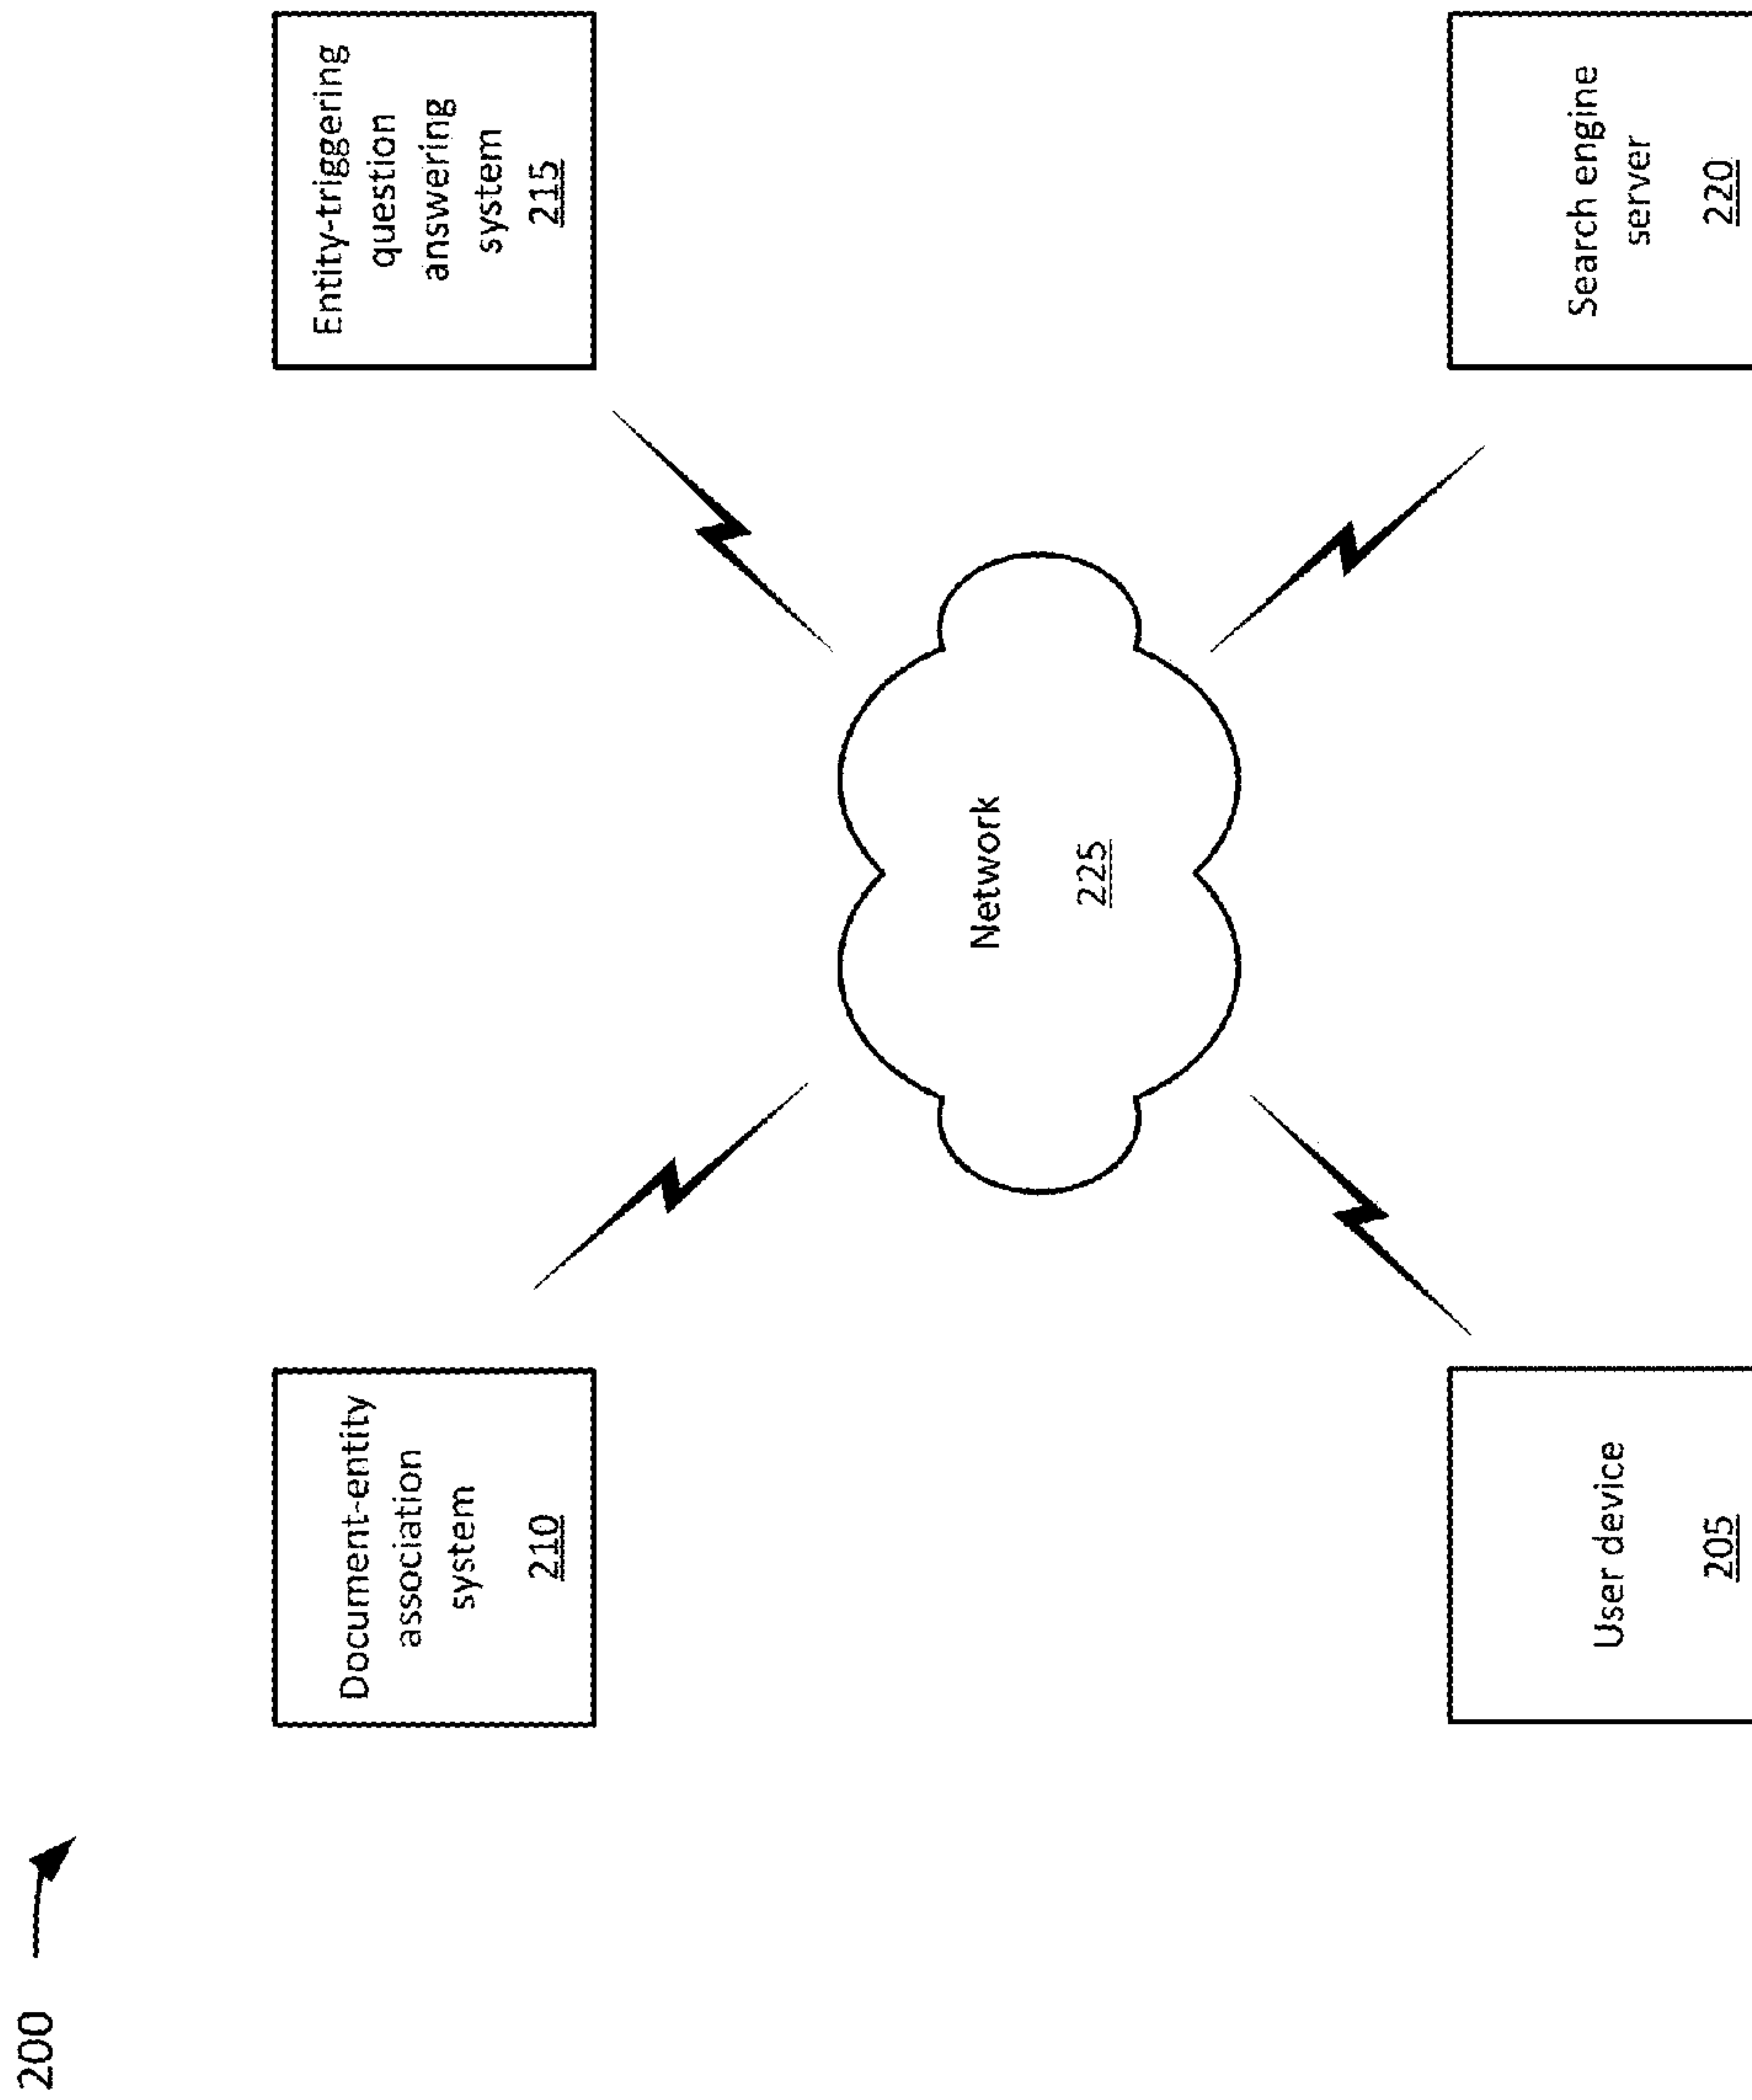 200
Document-entity
association
system
210
Entity-triggering
question
answering
system
215
Network
225
User device
205
Search engine
server
220